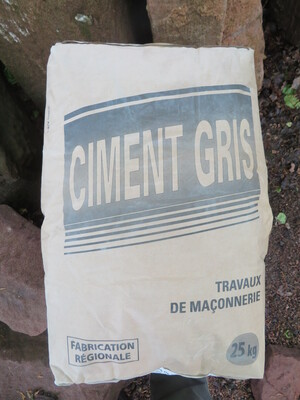 CIMENT GRIS
TRAVAUX
DE MAÇONNERIE
FABRICATION
RÉGIONALE
25 kg